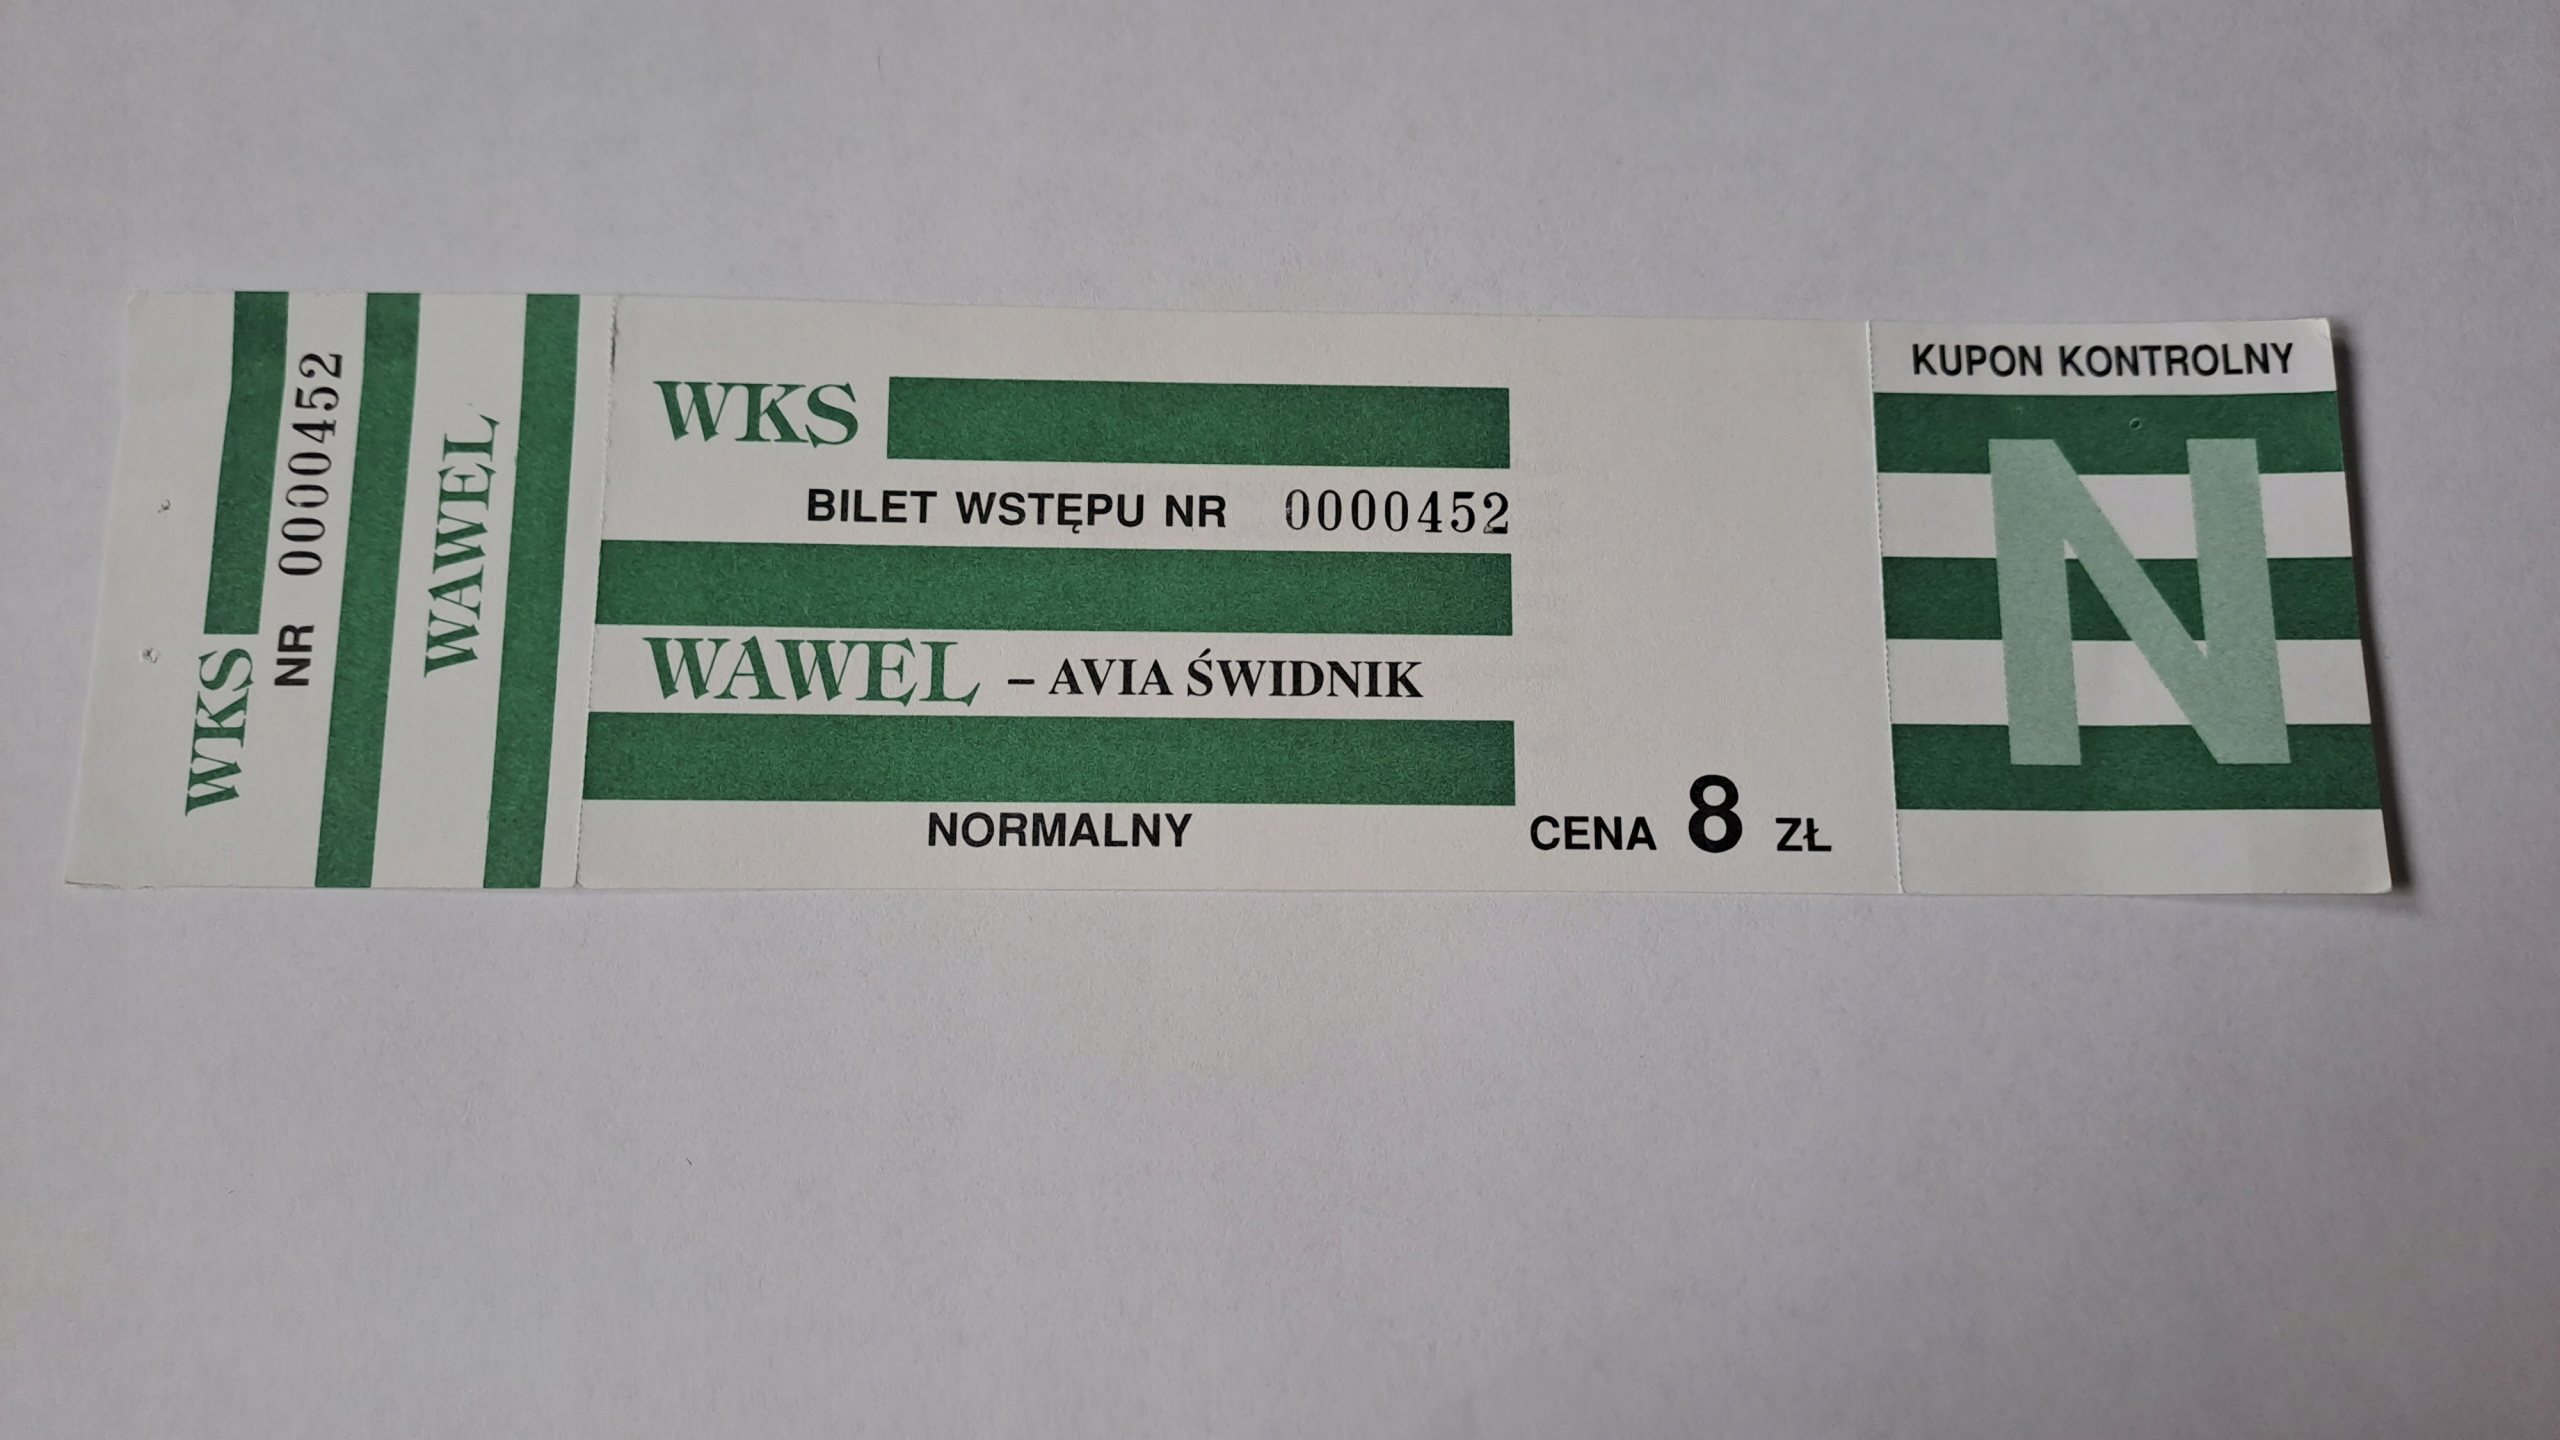 WKS
NR 0000452
WAWEL
WKS
BILET WSTĘPU NR 0000452
WAWEL – AVIA ŚWIDNIK
NORMALNY
CENA 8 ZŁ
KUPON KONTROLNY
N